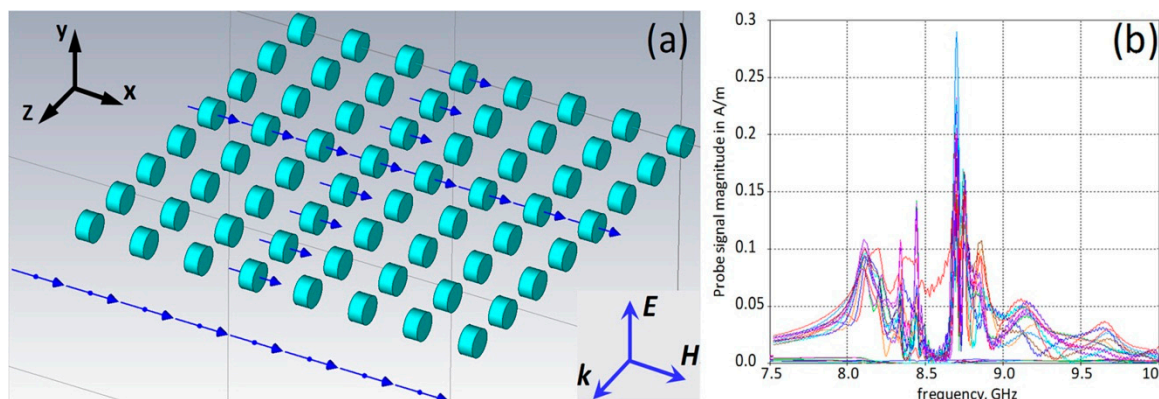 (a)
y
x
z
E
H
k
(b)
Probe signal magnitude in A/m
0.3
0.25
0.2
0.15
0.1
0.05
0.0
7.5 8.0 8.5 9.0 9.5 10
frequency, GHz